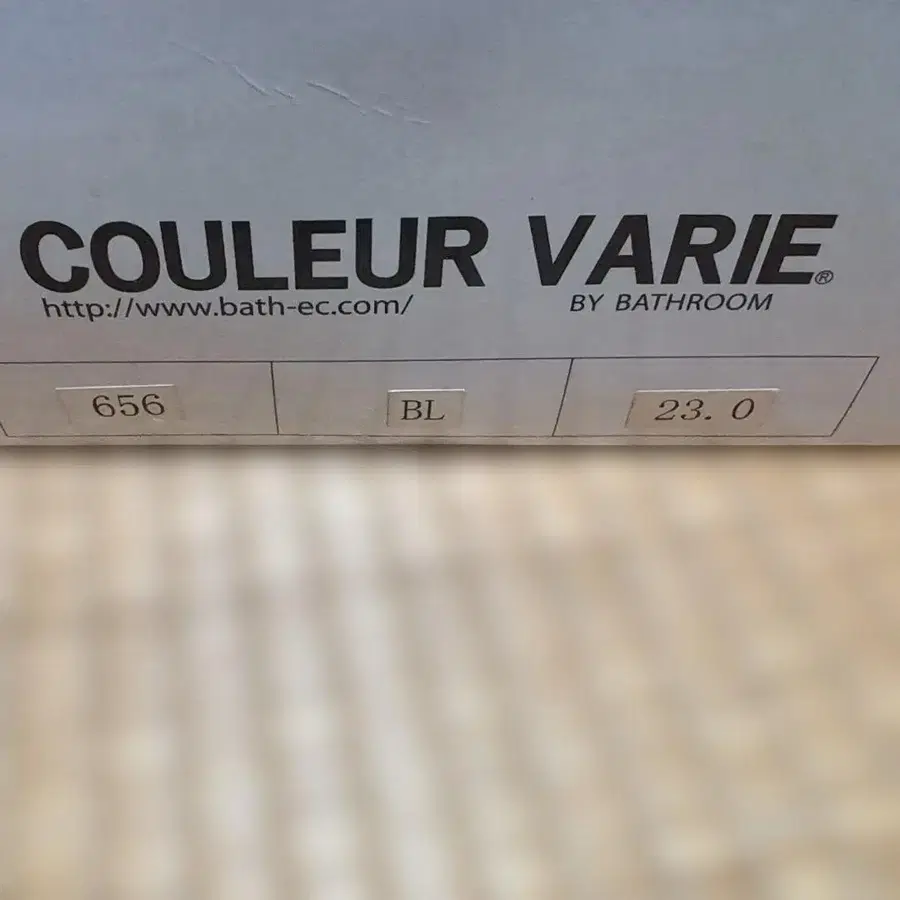 COULEUR VARIE®
http://www.bath-ec.com/ BY BATHROOM
656 BL 23.0